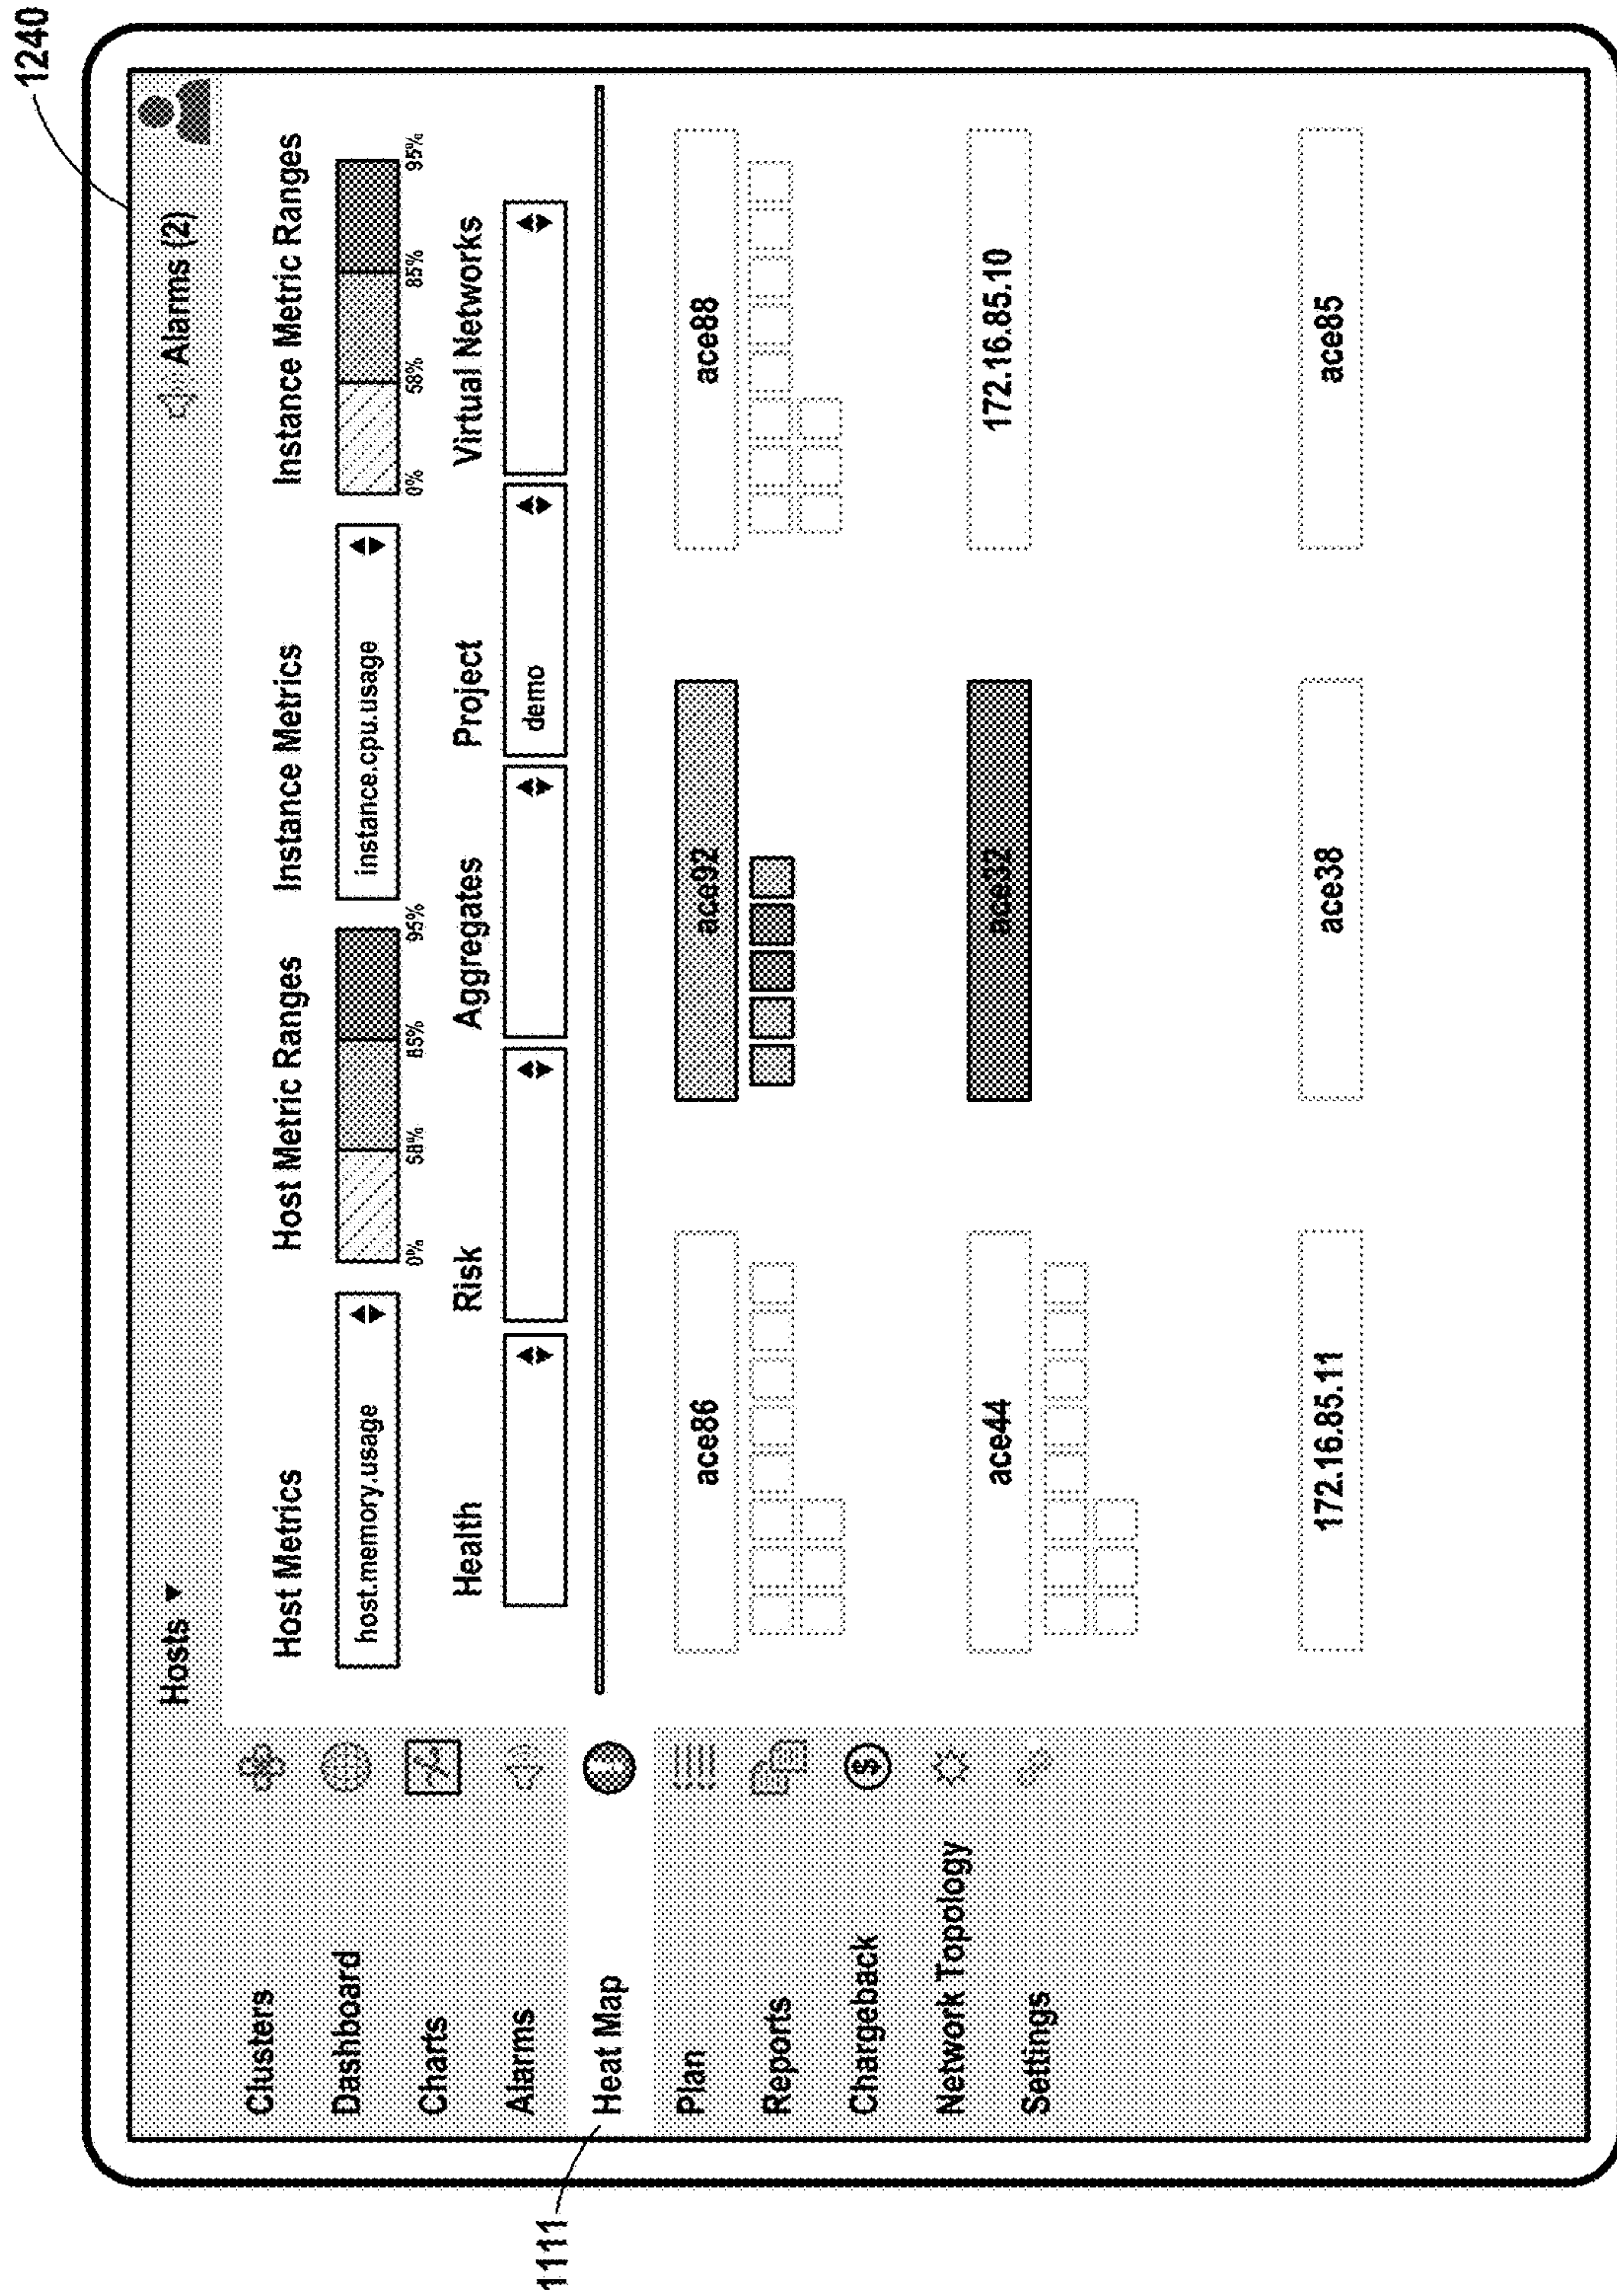 1240
Hosts ▼
Alarms (2)
Clusters
Dashboard
Charts
Alarms
1111
Heat Map
Plan
Reports
Chargeback
$
Network Topology
Settings
Host Metrics
Host Metric Ranges
Instance Metrics
Instance Metric Ranges
host.memory.usage
instance.cpu.usage
0% 58% 85% 95%
0% 58% 85% 95%
Health
Risk
Aggregates
Project
Virtual Networks
demo
ace86
ace92
ace88
ace44
ace32
172.16.85.10
172.16.85.11
ace38
ace85